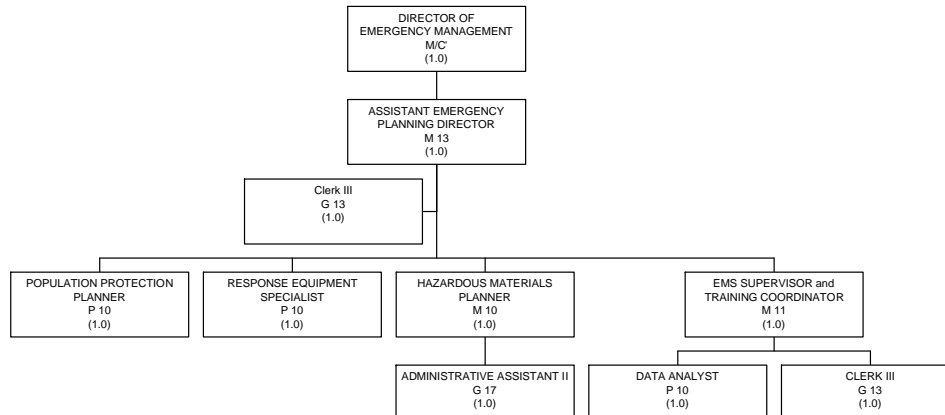 DIRECTOR OF
EMERGENCY MANAGEMENT
M/C'
(1.0)
ASSISTANT EMERGENCY
PLANNING DIRECTOR
M 13
(1.0)
Clerk III
G 13
(1.0)
POPULATION PROTECTION
PLANNER
P 10
(1.0)
RESPONSE EQUIPMENT
SPECIALIST
P 10
(1.0)
HAZARDOUS MATERIALS
PLANNER
M 10
(1.0)
EMS SUPERVISOR and
TRAINING COORDINATOR
M 11
(1.0)
ADMINISTRATIVE ASSISTANT II
G 17
(1.0)
DATA ANALYST
P 10
(1.0)
CLERK III
G 13
(1.0)